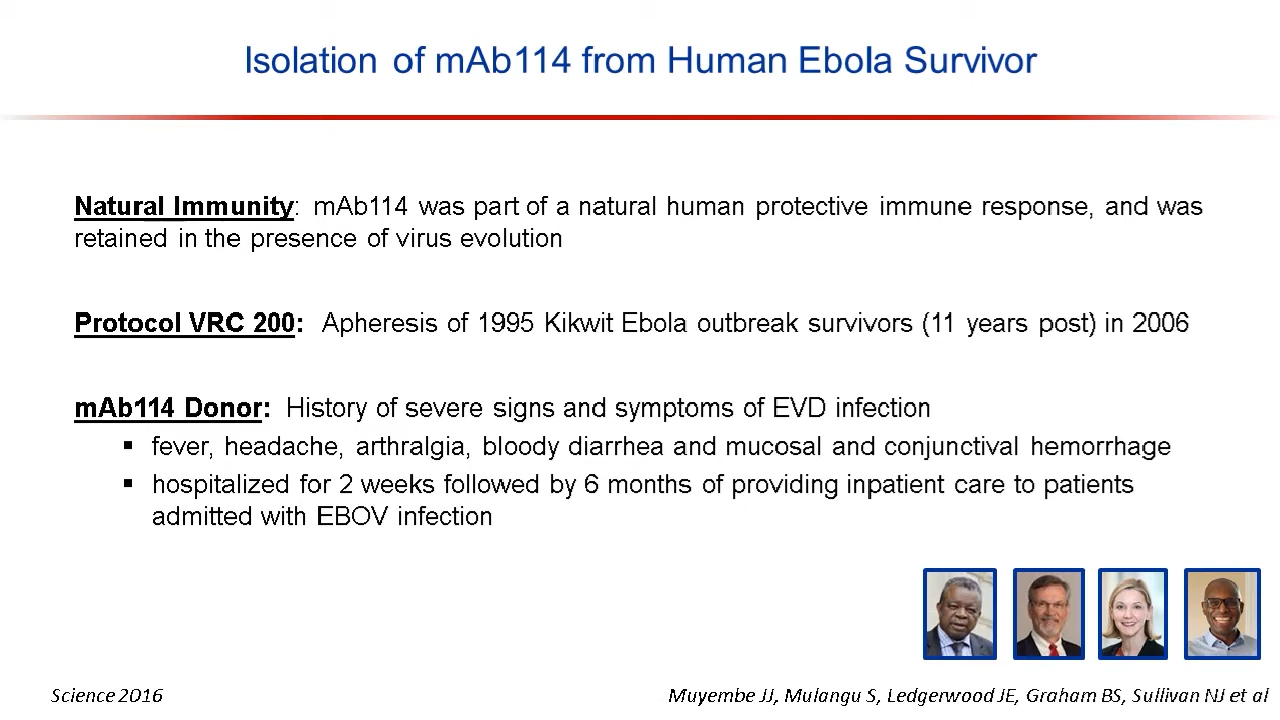 Isolation of mAb114 from Human Ebola Survivor
Natural Immunity: mAb114 was part of a natural human protective immune response, and was
retained in the presence of virus evolution
Protocol VRC 200: Apheresis of 1995 Kikwit Ebola outbreak survivors (11 years post) in 2006
mAb114 Donor: History of severe signs and symptoms of EVD infection
▪ fever, headache, arthralgia, bloody diarrhea and mucosal and conjunctival hemorrhage
▪ hospitalized for 2 weeks followed by 6 months of providing inpatient care to patients
admitted with EBOV infection
Science 2016
Muyembe JJ, Mulangu S, Ledgerwood JE, Graham BS, Sullivan NJ et al